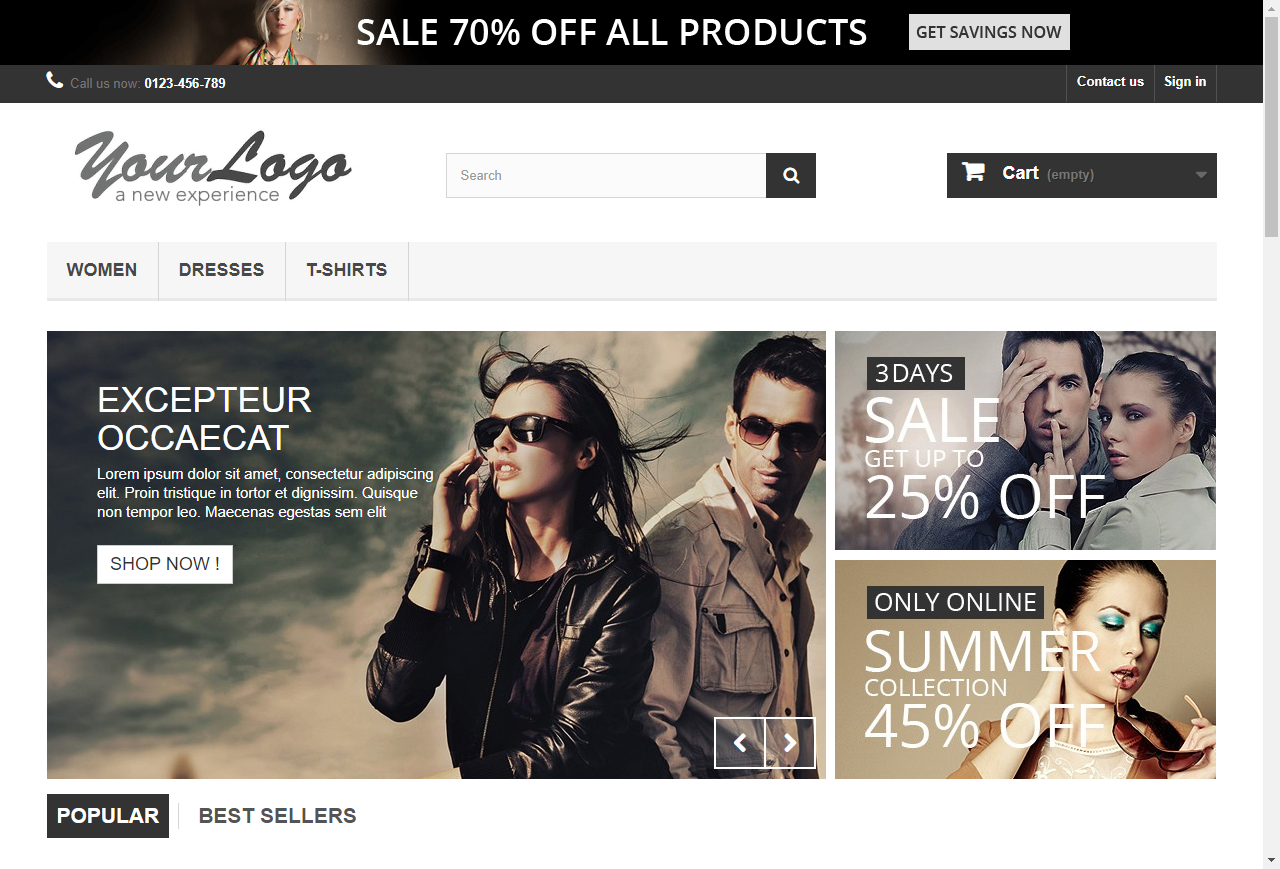 SALE 70% OFF ALL PRODUCTS
GET SAVINGS NOW
Call us now: 0123-456-789
Contact us
Sign in
YourLogo
a new experience
Search
Cart (empty)
WOMEN
DRESSES
T-SHIRTS
EXCEPTEUR
OCCAECAT
Lorem ipsum dolor sit amet, consectetur adipiscing
elit. Proin tristique in tortor et dignissim. Quisque
non tempor leo. Maecenas egestas sem elit
SHOP NOW !
3 DAYS
SALE
GET UP TO
25% OFF
ONLY ONLINE
SUMMER
COLLECTION
45% OFF
POPULAR
BEST SELLERS